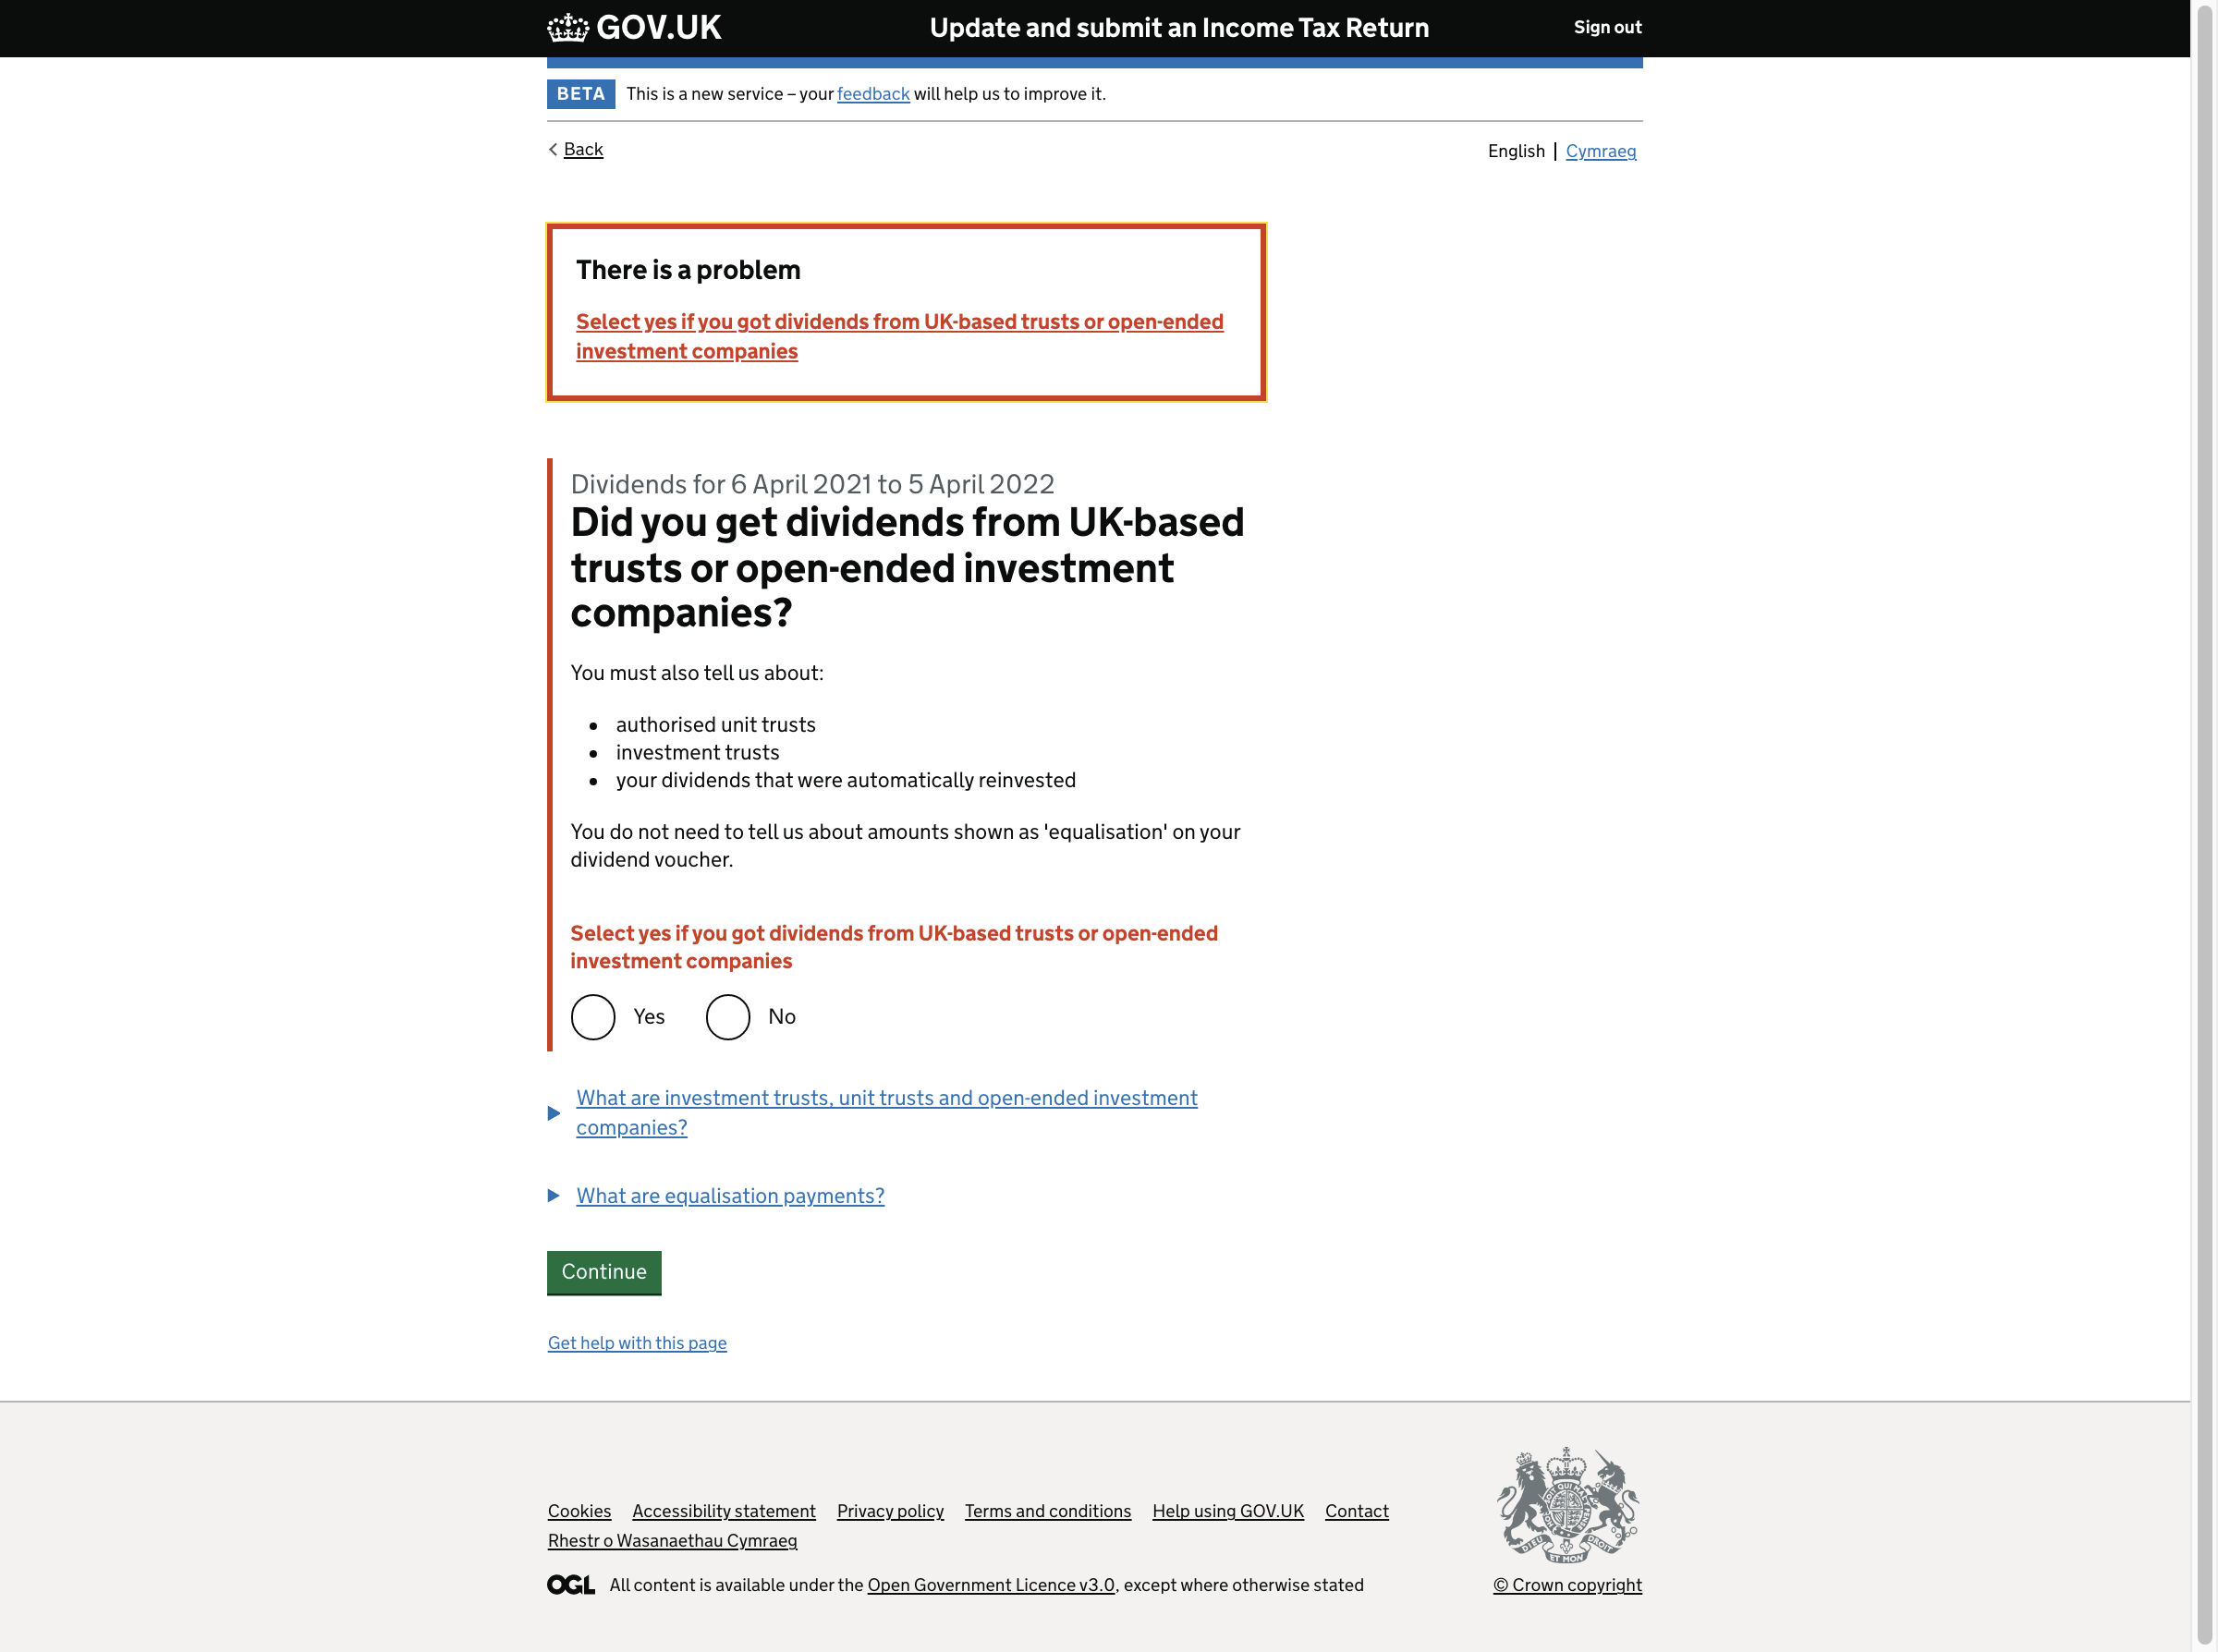 GOV.UK
Update and submit an Income Tax Return
Sign out
BETA
This is a new service – your feedback will help us to improve it.
Back
English | Cymraeg
There is a problem
Select yes if you got dividends from UK-based trusts or open-ended
investment companies
Dividends for 6 April 2021 to 5 April 2022
Did you get dividends from UK-based
trusts or open-ended investment
companies?
You must also tell us about:
• authorised unit trusts
• investment trusts
• your dividends that were automatically reinvested
You do not need to tell us about amounts shown as 'equalisation' on your
dividend voucher.
Select yes if you got dividends from UK-based trusts or open-ended
investment companies
Yes No
What are investment trusts, unit trusts and open-ended investment
companies?
What are equalisation payments?
Continue
Get help with this page
Cookies Accessibility statement Privacy policy Terms and conditions Help using GOV.UK Contact
Rhestr o Wasanaethau Cymraeg
OGL All content is available under the Open Government Licence v3.0, except where otherwise stated
DIEU ET MON DROIT
© Crown copyright